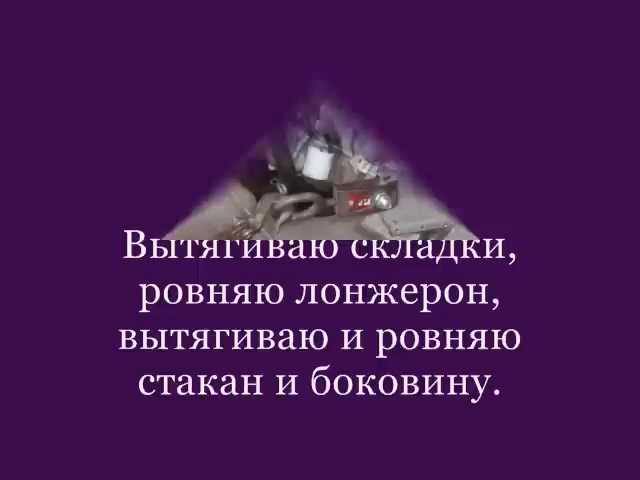 Вытягиваю складки,
ровняю лонжерон,
вытягиваю и ровняю
стакан и боковину.